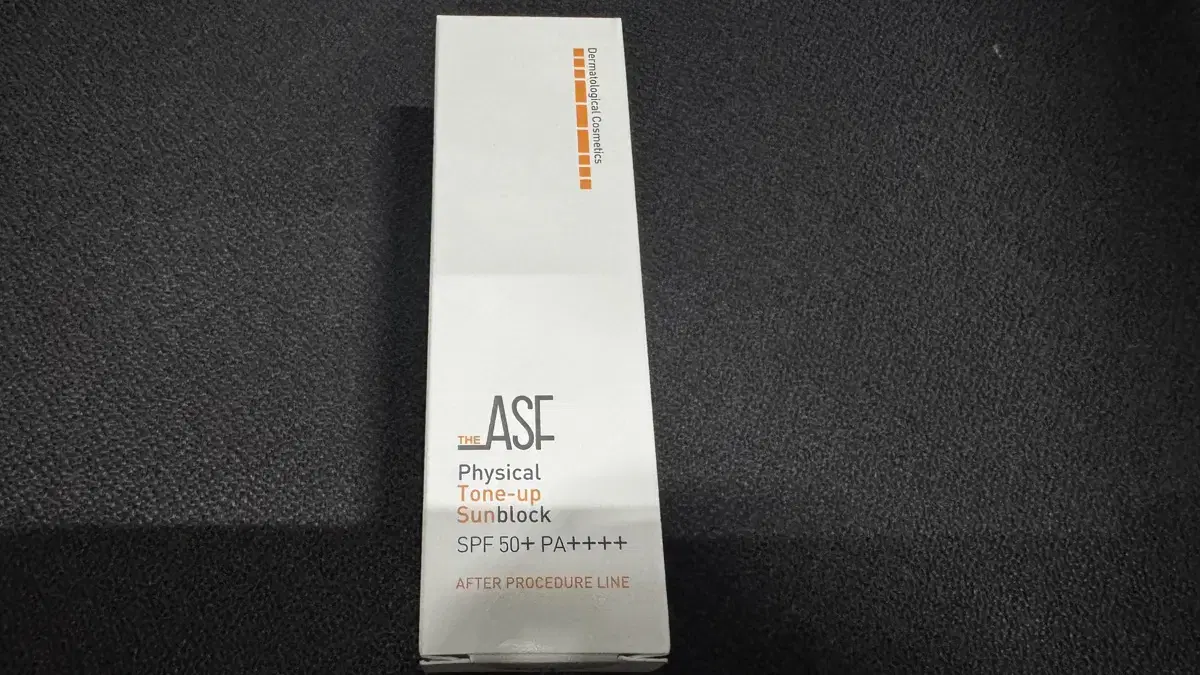 Dermatological Cosmetics
THE ASF
Physical
Tone-up
Sunblock
SPF 50+ PA++++
AFTER PROCEDURE LINE